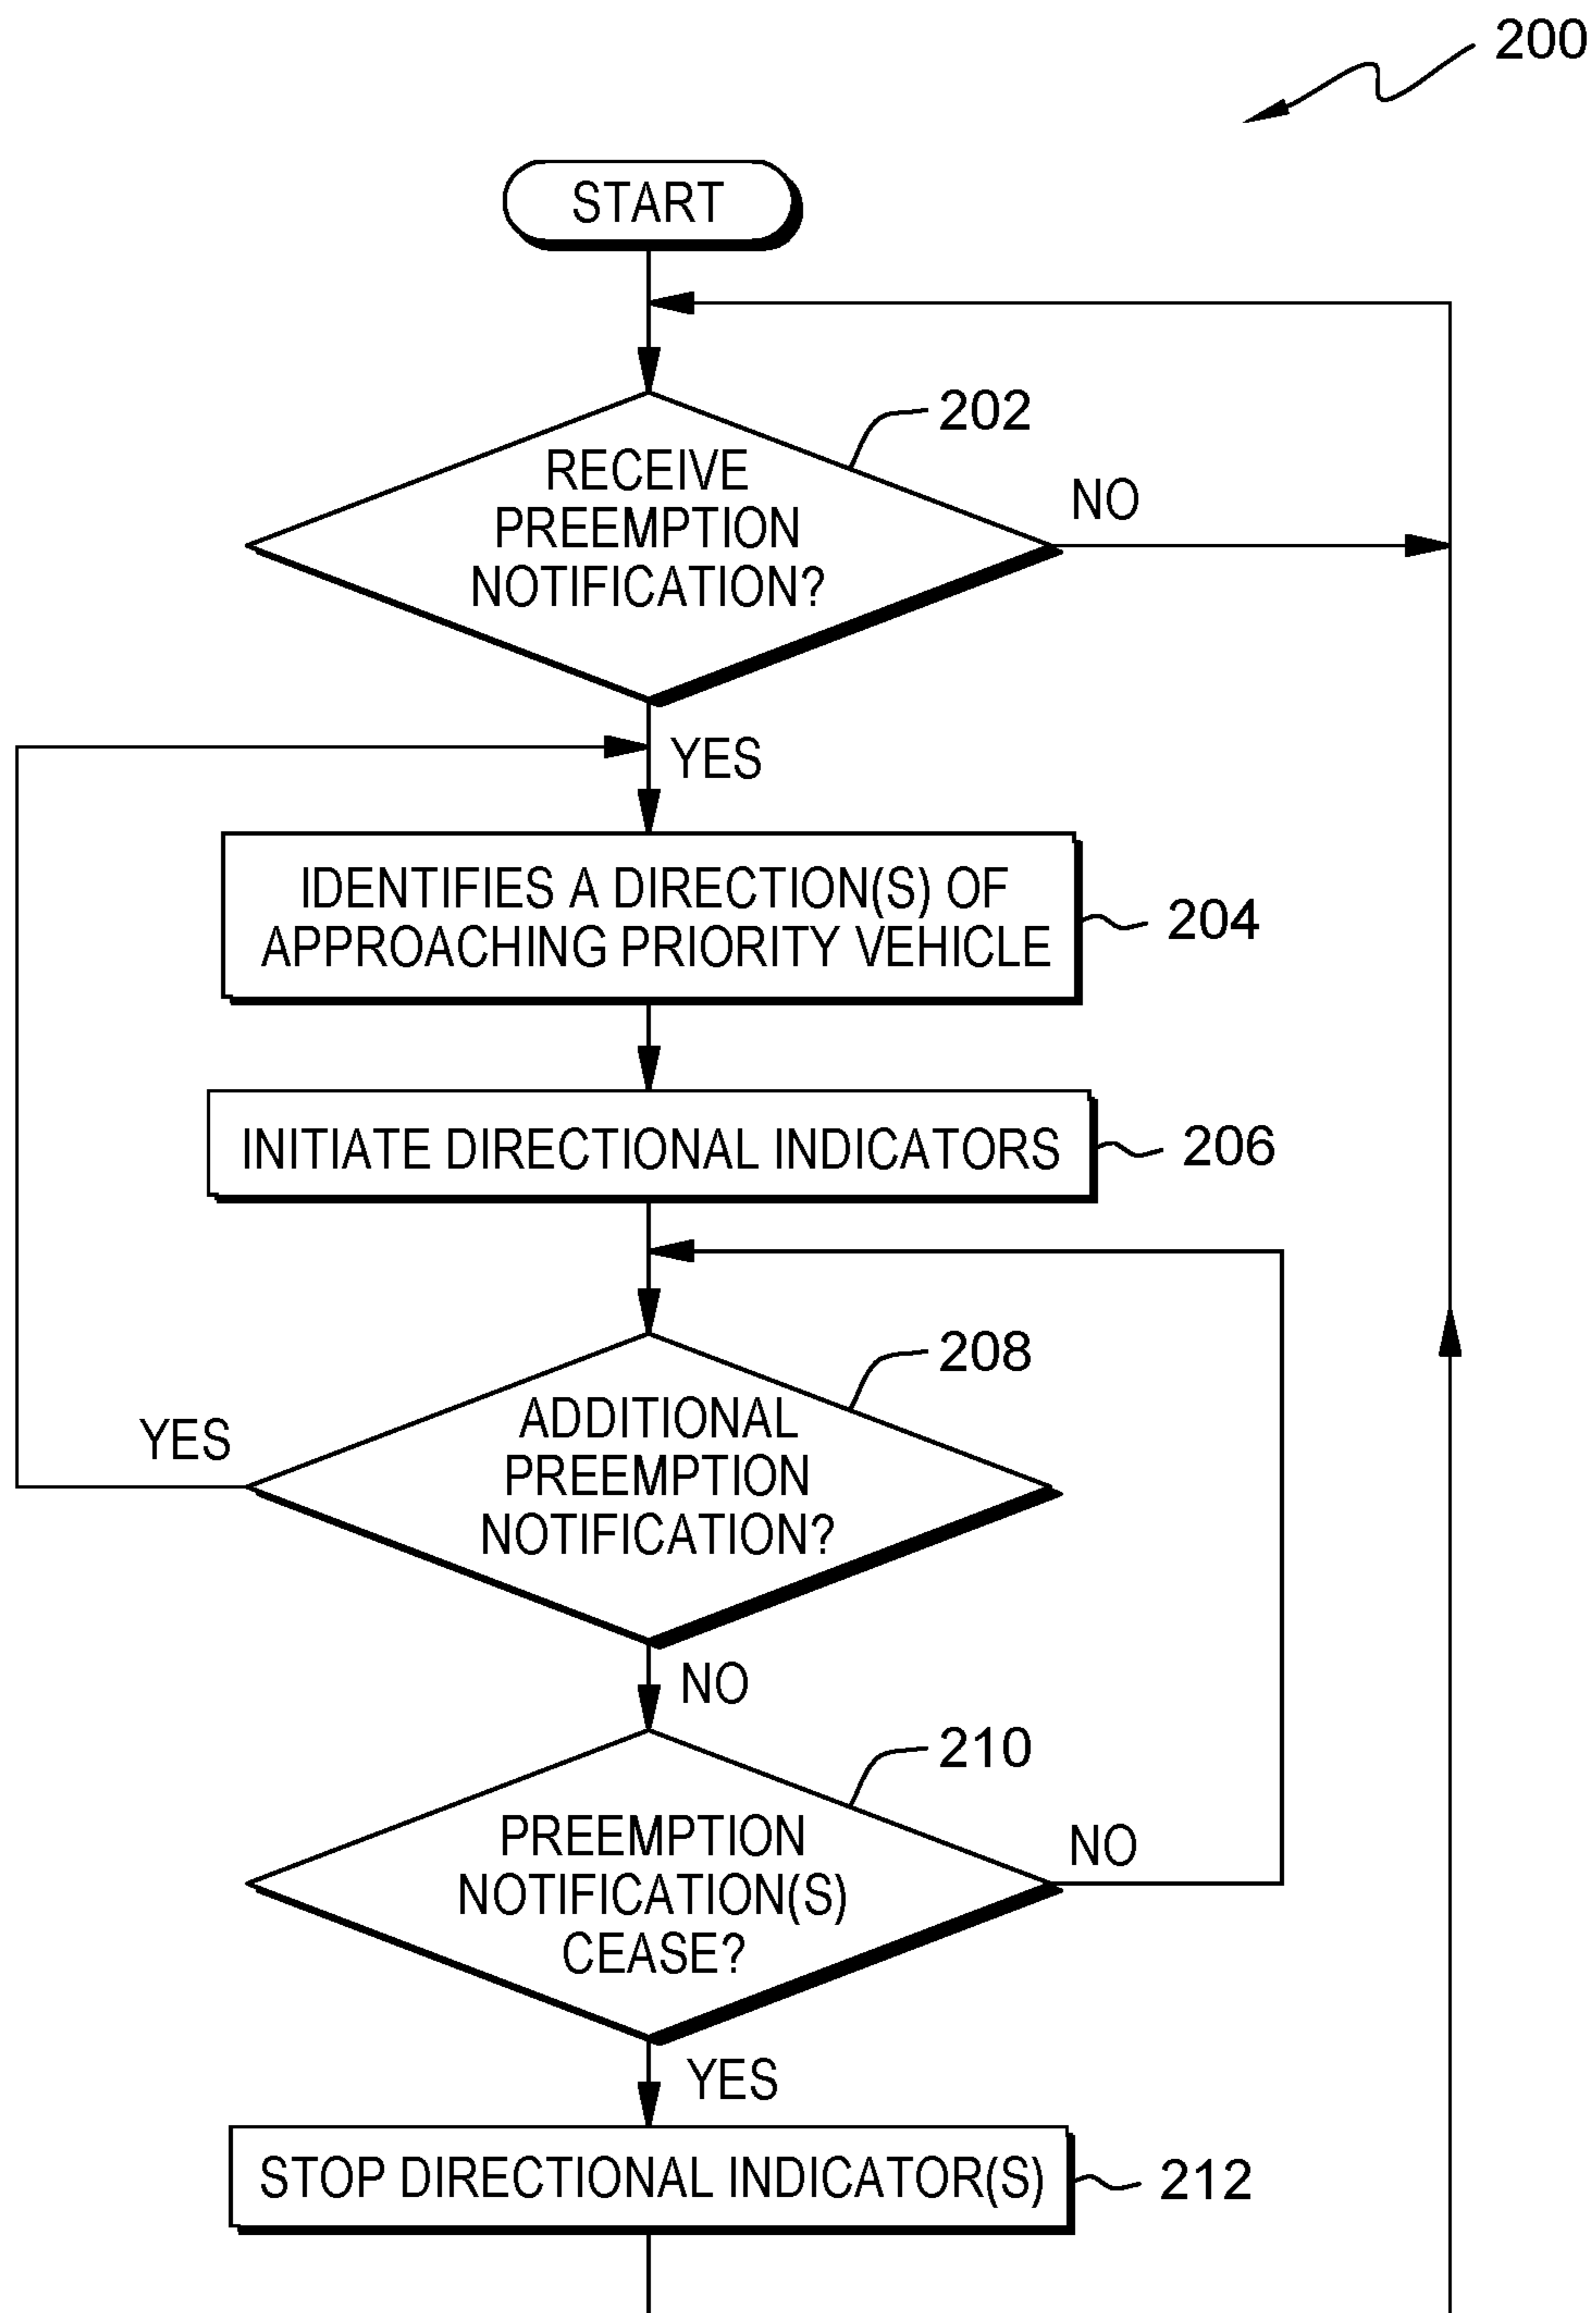 200
START
202
RECEIVE
PREEMPTION
NOTIFICATION?
NO
YES
IDENTIFIES A DIRECTION(S) OF
APPROACHING PRIORITY VEHICLE
204
INITIATE DIRECTIONAL INDICATORS
206
208
ADDITIONAL
PREEMPTION
NOTIFICATION?
YES
NO
210
PREEMPTION
NOTIFICATION(S)
CEASE?
NO
YES
STOP DIRECTIONAL INDICATOR(S)
212